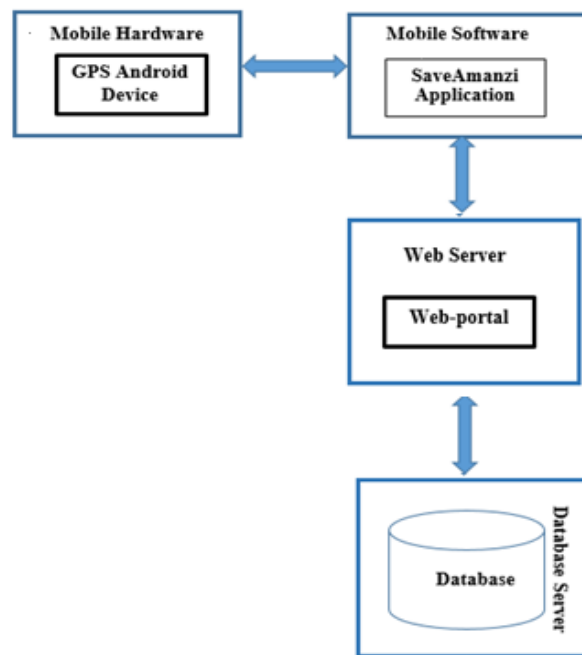 Mobile Hardware
GPS Android
Device
Mobile Software
SaveAmanzi
Application
Web Server
Web-portal
Database
Database Server